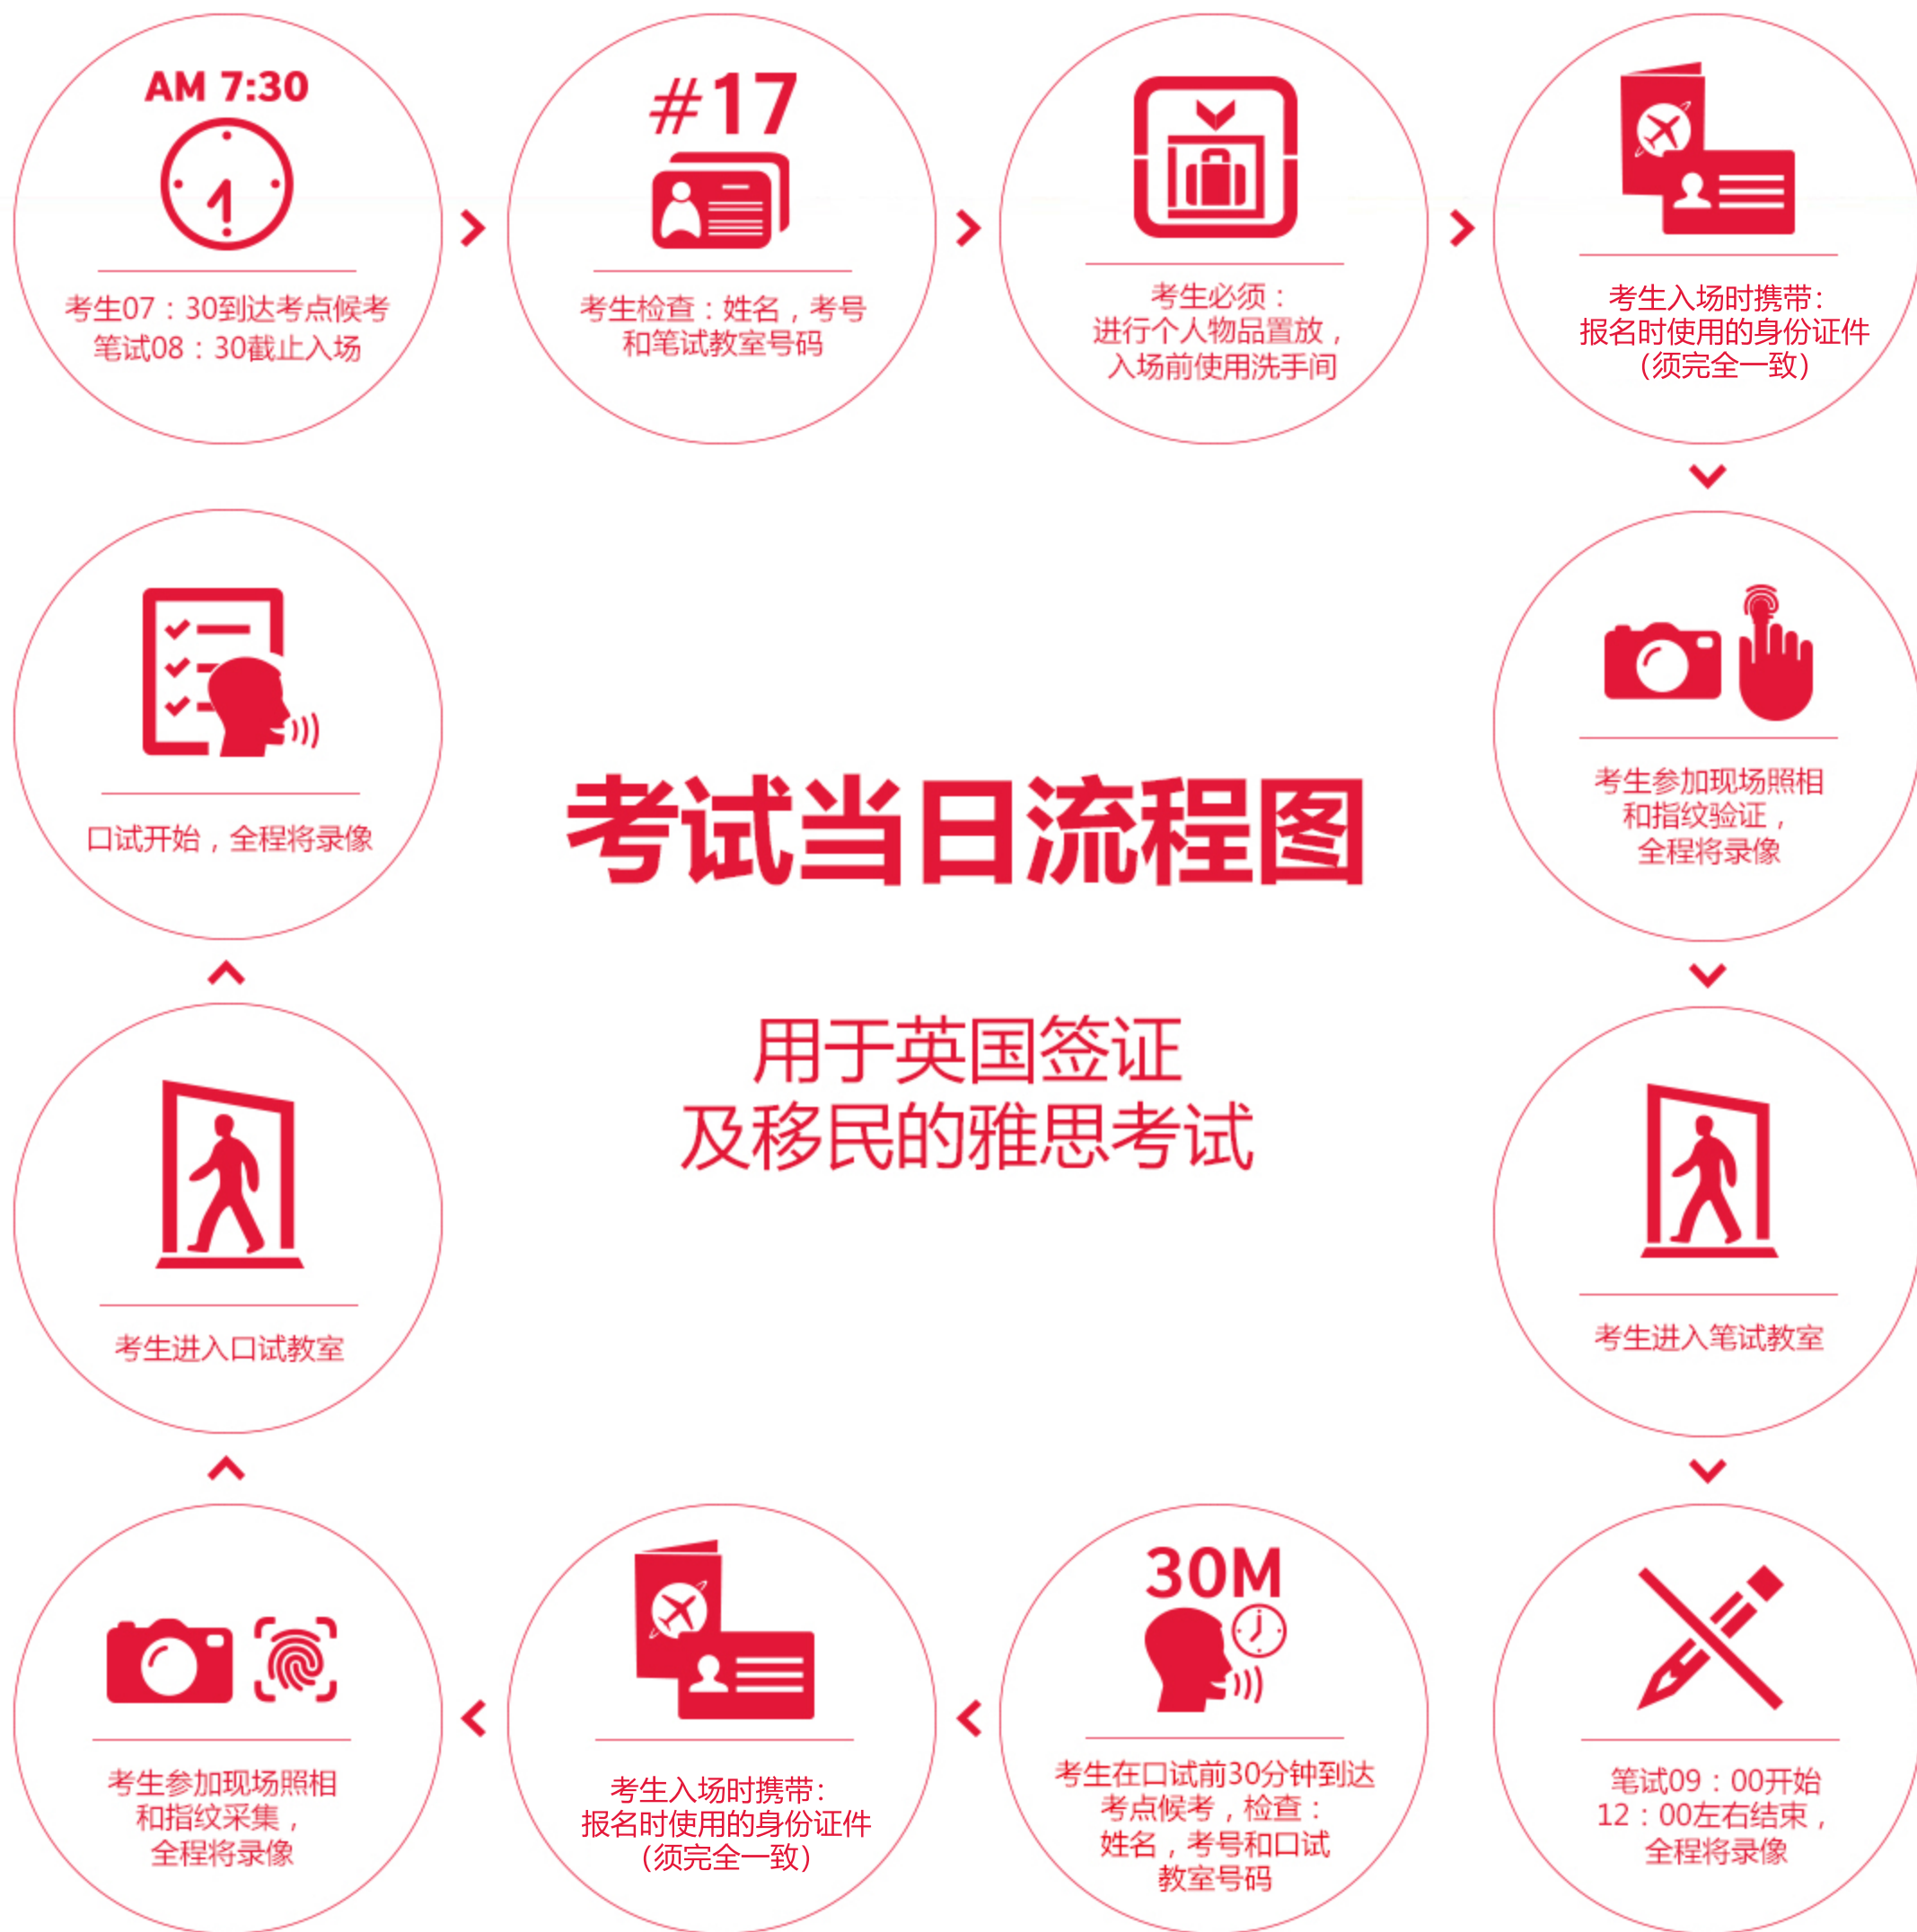 AM 7:30
考生07：30到达考点候考
笔试08：30截止入场
#17
考生检查：姓名，考号
和笔试教室号码
考生必须：
进行个人物品置放，
入场前使用洗手间
考生入场时携带：
报名时使用的身份证件
（须完全一致）
考生参加现场照相
和指纹验证，
全程将录像
考生进入笔试教室
笔试09：00开始
12：00左右结束，
全程将录像
30M
考生在口试前30分钟到达
考点候考，检查：
姓名，考号和口试
教室号码
考生入场时携带：
报名时使用的身份证件
（须完全一致）
考生参加现场照相
和指纹采集，
全程将录像
考生进入口试教室
口试开始，全程将录像
考试当日流程图
用于英国签证
及移民的雅思考试